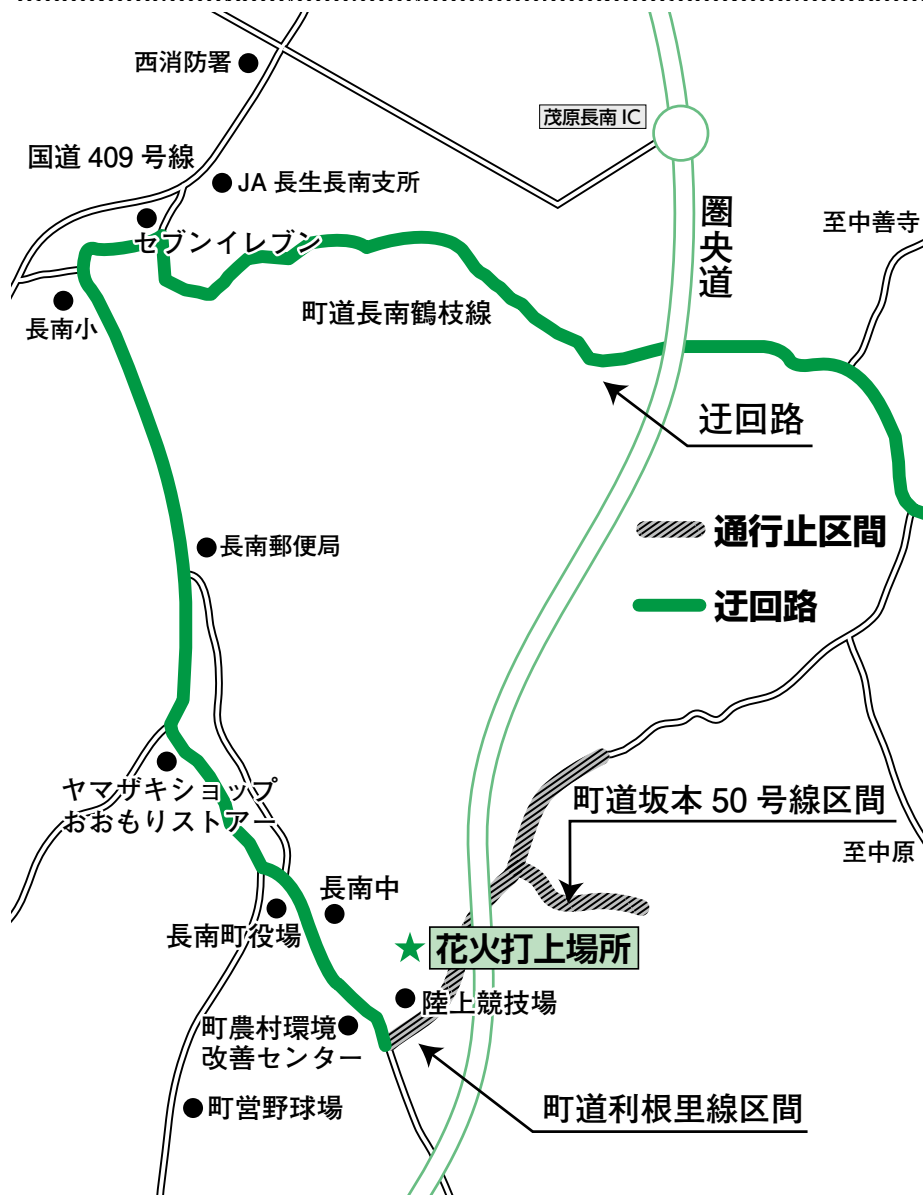 西消防署
茂原長南 IC
国道 409 号線
JA 長生長南支所
圏央道
至中善寺
セブンイレブン
長南小
町道長南鶴枝線
迂回路
通行止区間
長南郵便局
迂回路
ヤマザキショップ
おおもりストアー
町道坂本 50 号線区間
至中原
長南中
長南町役場
★ 花火打上場所
陸上競技場
町農村環境
改善センター
町営野球場
町道利根里線区間